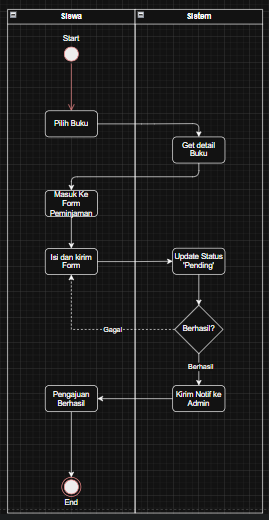 Siswa
Sistem
Start
Pilih Buku
Get detail
Buku
Masuk Ke
Form
Peminjaman
Isi dan kirim
Form
Update Status
'Pending'
Berhasil?
Gagal
Berhasil
Pengajuan
Berhasil
Kirim Notif ke
Admin
End